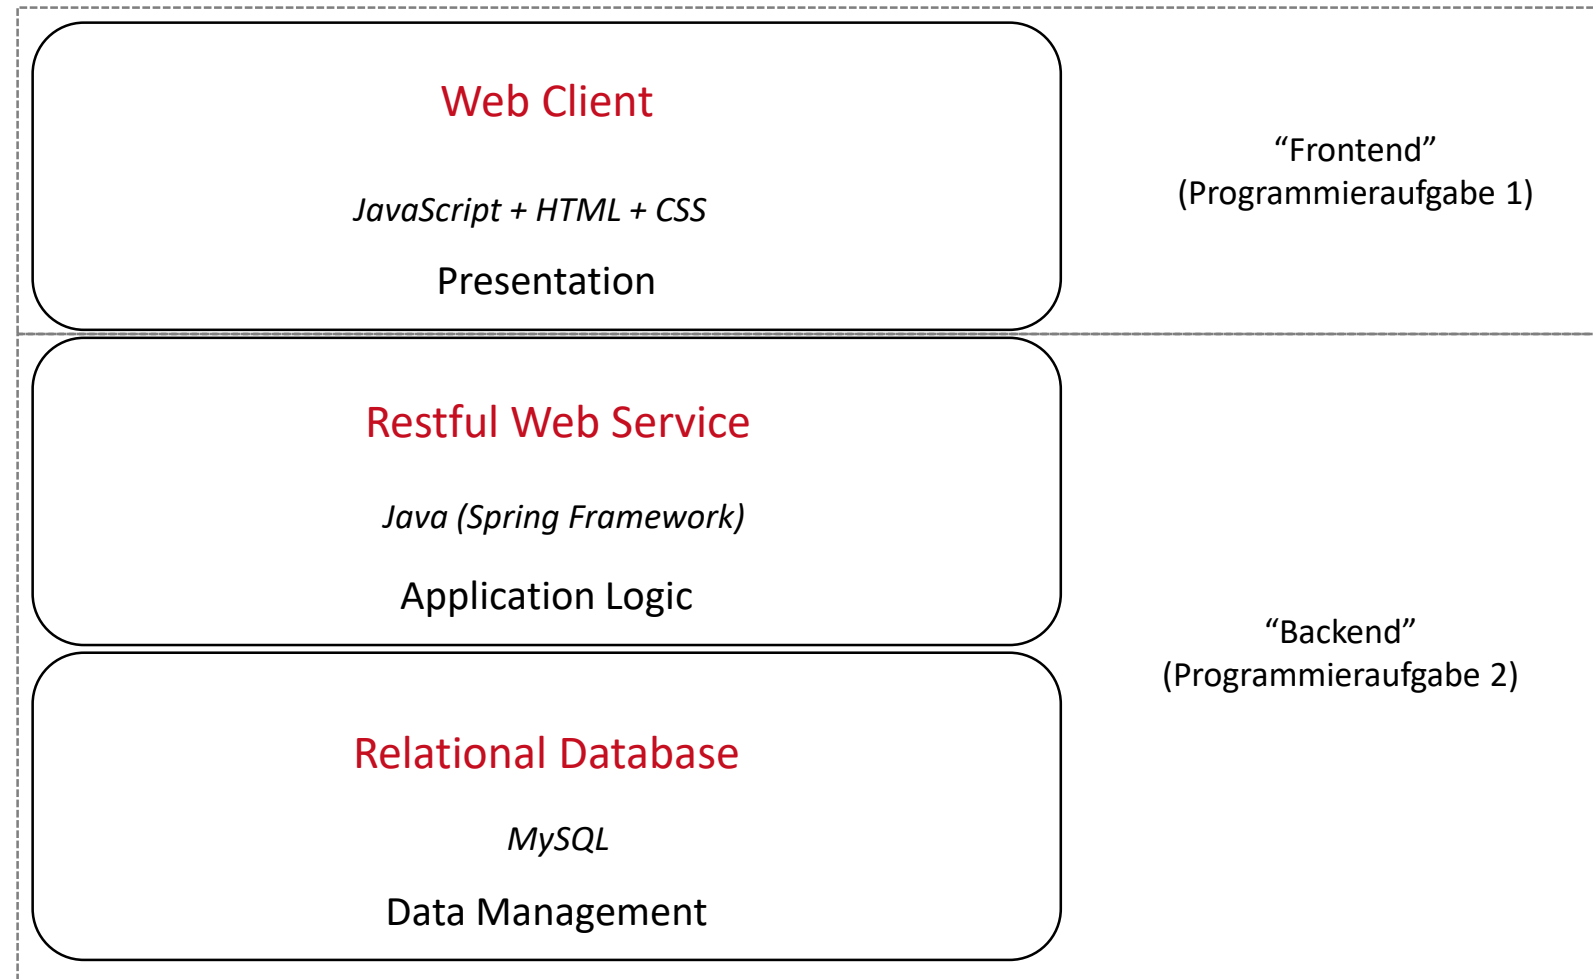 Web Client
JavaScript + HTML + CSS
Presentation
“Frontend”
(Programmieraufgabe 1)
Restful Web Service
Java (Spring Framework)
Application Logic
“Backend”
(Programmieraufgabe 2)
Relational Database
MySQL
Data Management